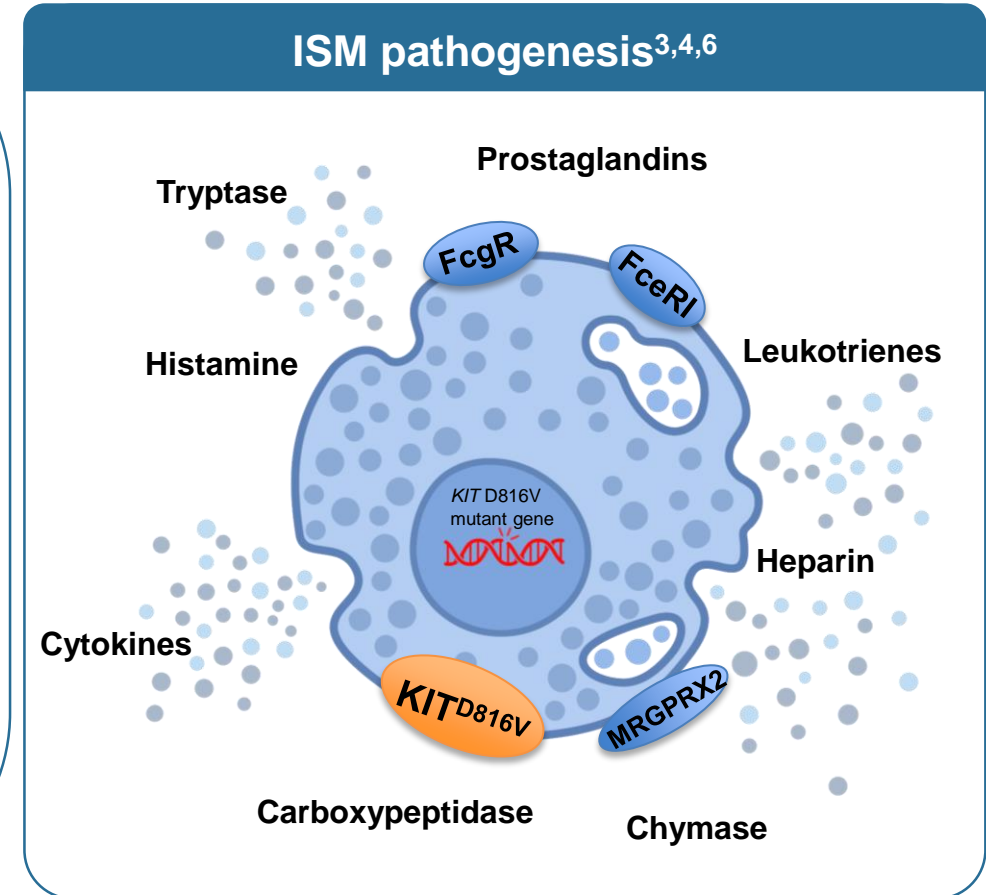 ISM pathogenesis3,4,6
Prostaglandins
Tryptase
FcgR
FceRI
Histamine
Leukotrienes
KIT D816V
mutant gene
Heparin
Cytokines
KITD816V
MRGPRX2
Carboxypeptidase
Chymase